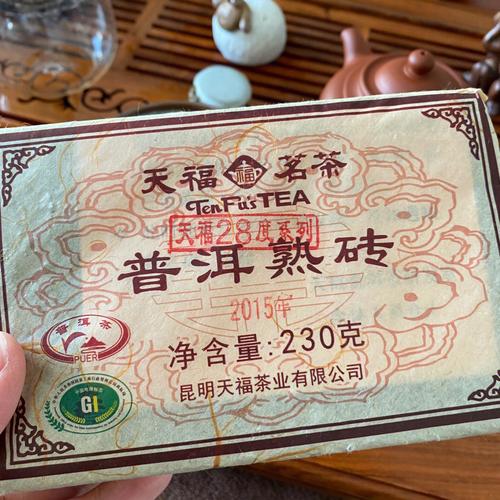 天福 福 茗茶
TenFu's TEA
天福28度系列
普洱熟砖
2015年
净含量:230克
昆明天福茶业有限公司
普洱茶
PUER
GI